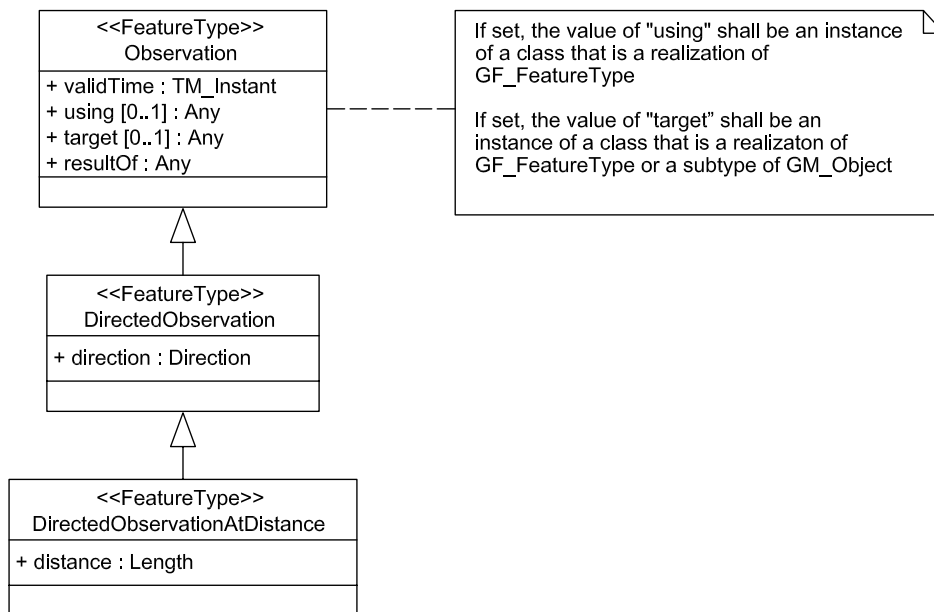 <<FeatureType>>
Observation
+ validTime : TM_Instant
+ using [0..1] : Any
+ target [0..1] : Any
+ resultOf : Any
If set, the value of "using" shall be an instance
of a class that is a realization of
GF_FeatureType
If set, the value of "target” shall be an
instance of a class that is a realizaton of
GF_FeatureType or a subtype of GM_Object
<<FeatureType>>
DirectedObservation
+ direction : Direction
<<FeatureType>>
DirectedObservationAtDistance
+ distance : Length